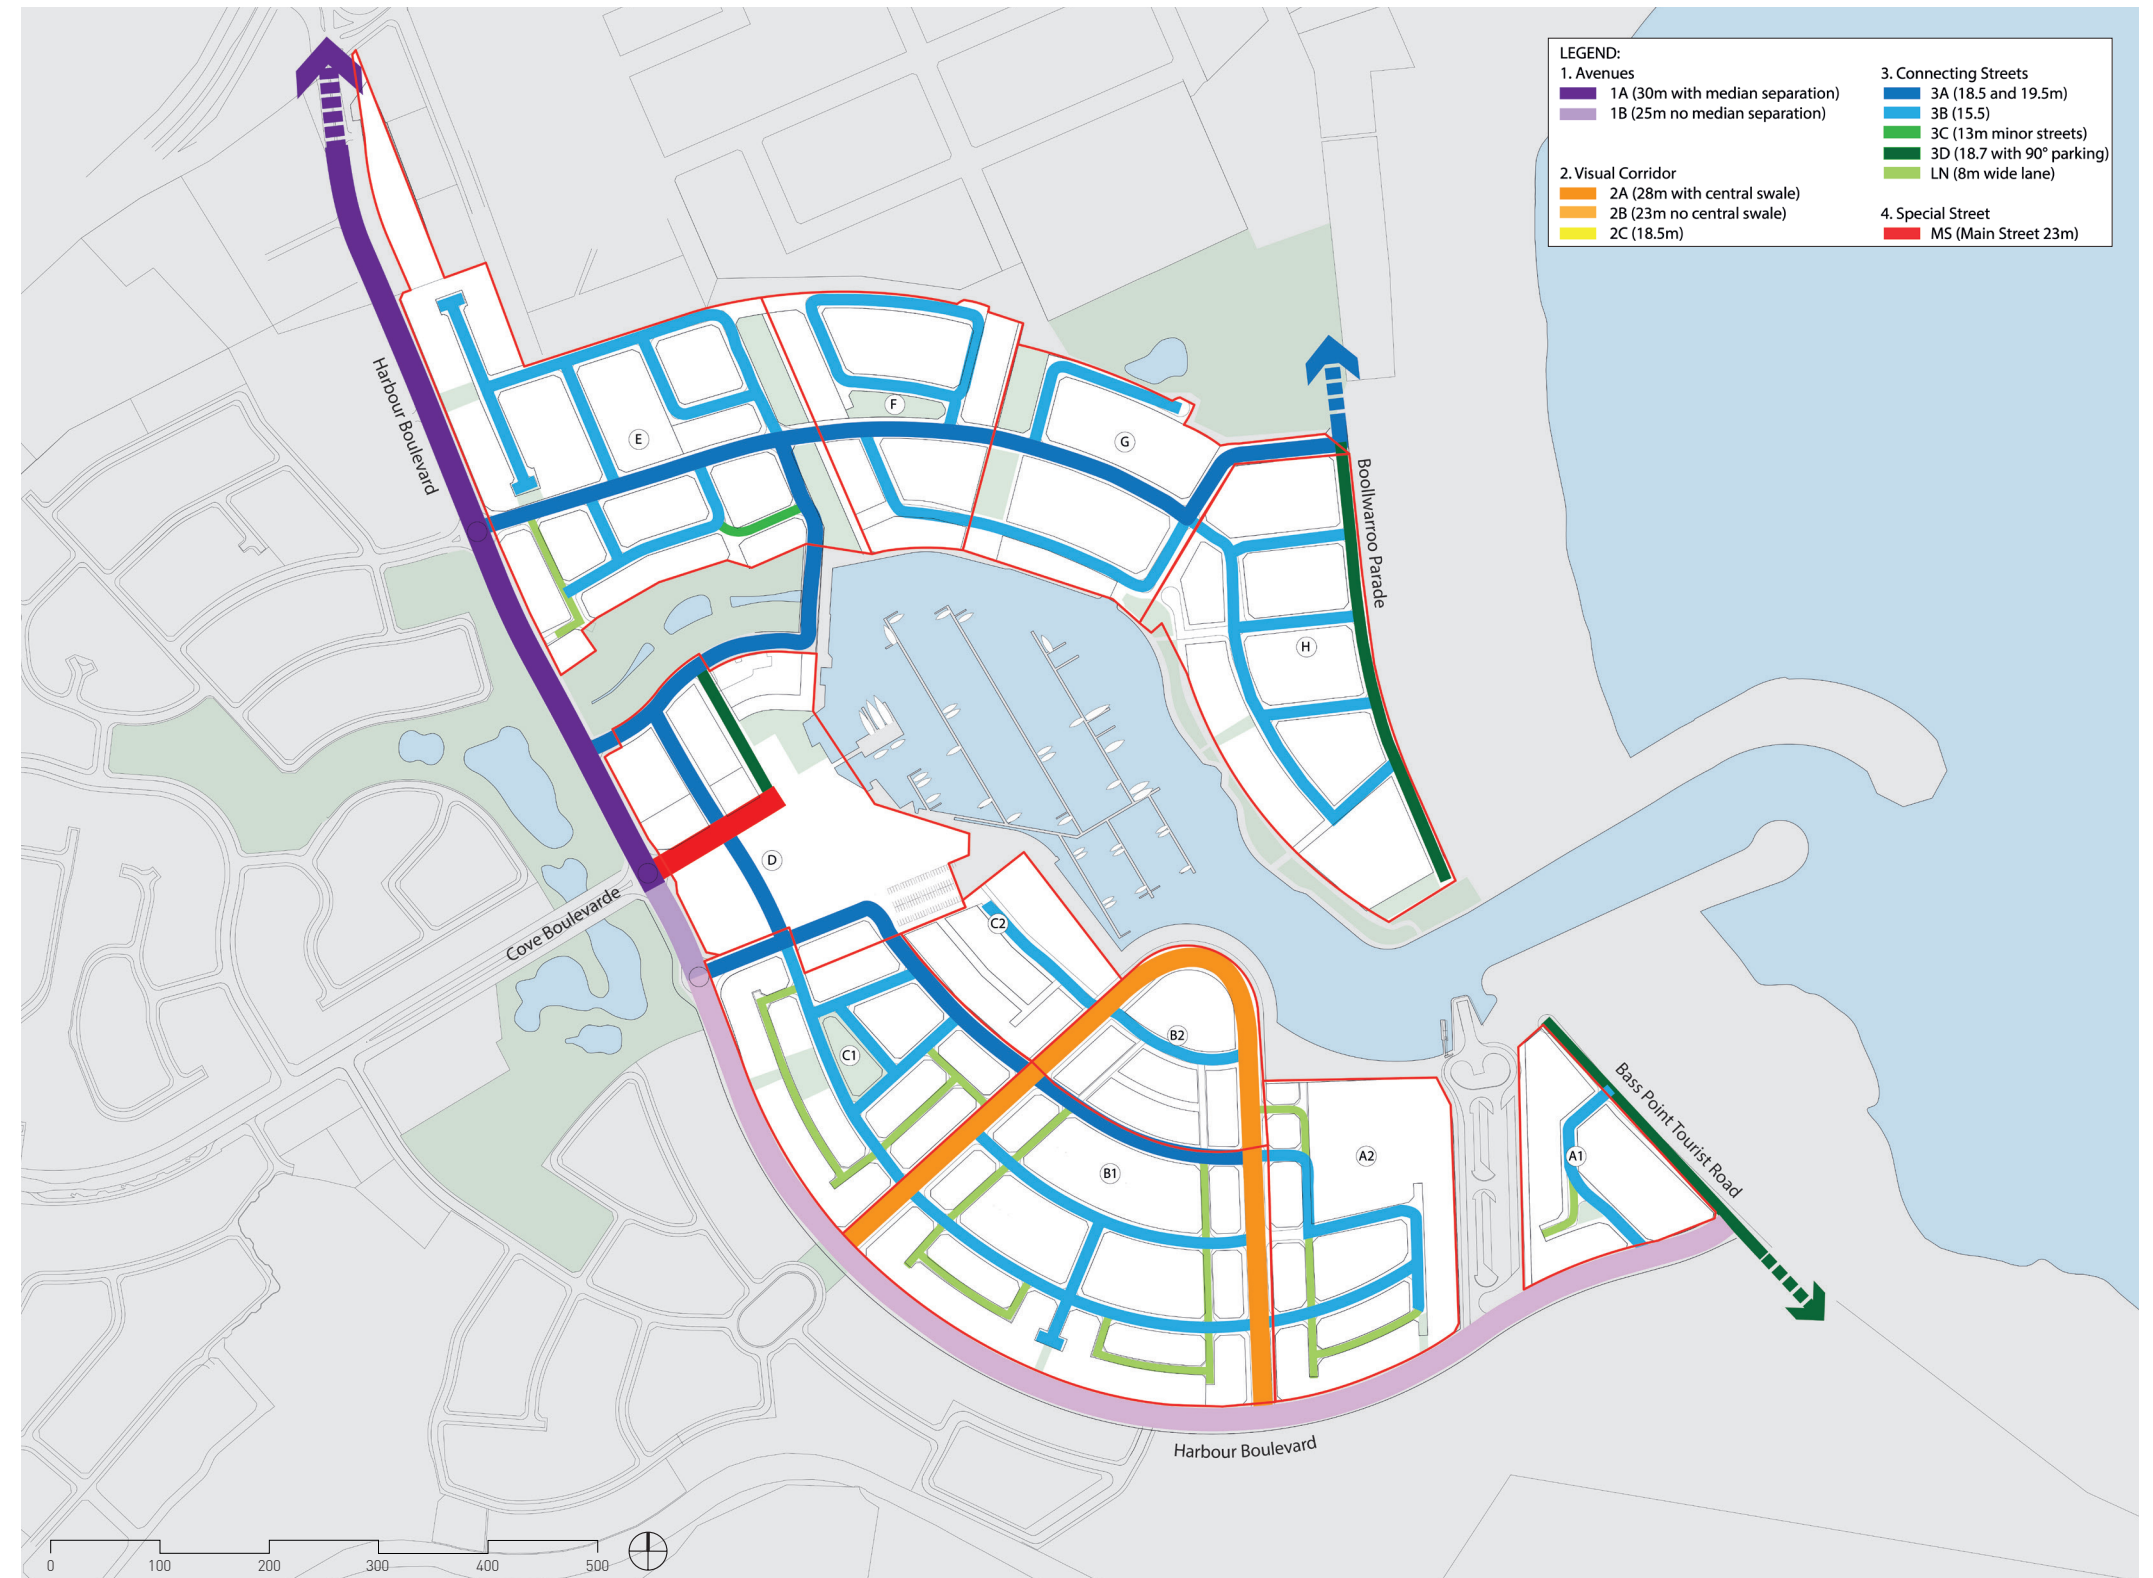 LEGEND:
1. Avenues
1A (30m with median separation)
1B (25m no median separation)
2. Visual Corridor
2A (28m with central swale)
2B (23m no central swale)
2C (18.5m)
3. Connecting Streets
3A (18.5 and 19.5m)
3B (15.5)
3C (13m minor streets)
3D (18.7 with 90° parking)
LN (8m wide lane)
4. Special Street
MS (Main Street 23m)
Harbour Boulevard
F
E
G
Boollwarroo Parade
H
D
Cove Boulevarde
C2
B2
C1
Bass Point Tourist Road
A2
A1
B1
Harbour Boulevard
0 100 200 300 400 500